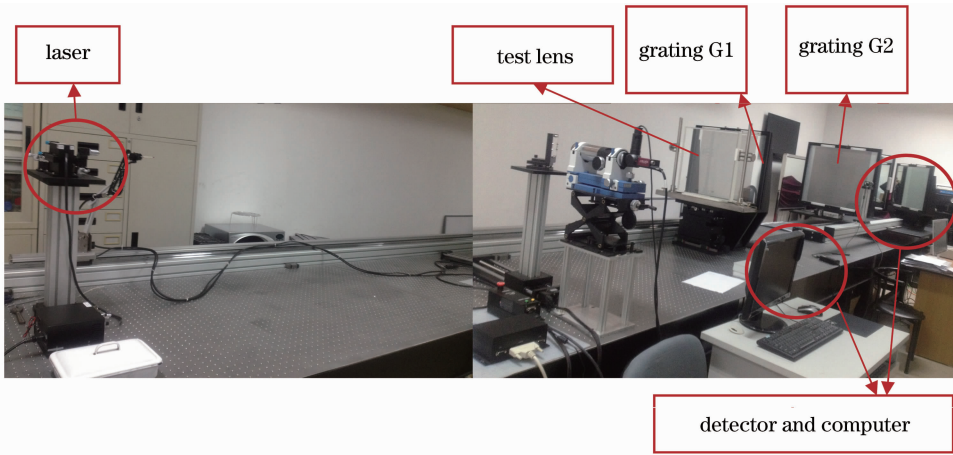 laser
test lens
grating G1
grating G2
detector and computer